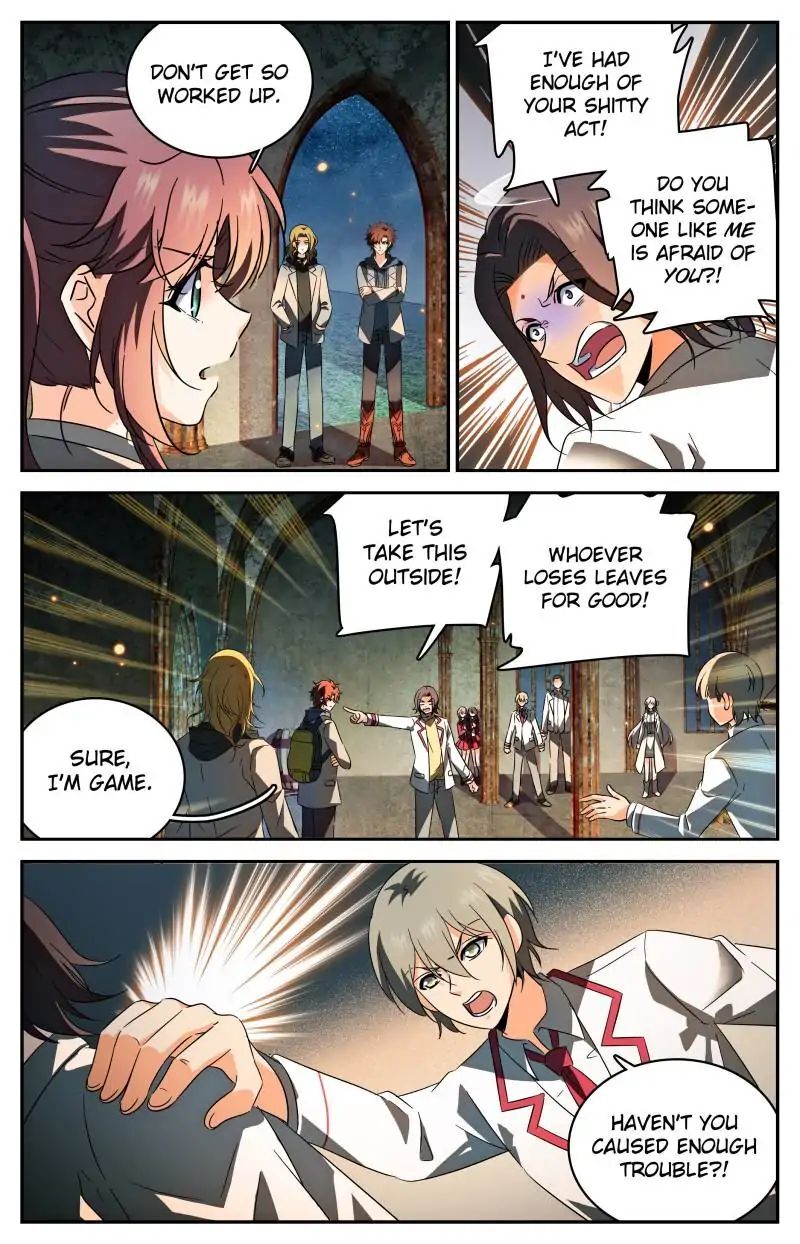 DON'T GET SO
WORKED UP.
I'VE HAD
ENOUGH OF
YOUR SHITTY
ACT!
DO YOU
THINK SOME-
ONE LIKE ME
IS AFRAID OF
YOU?!
LET'S
TAKE THIS
OUTSIDE!
WHOEVER
LOSES LEAVES
FOR GOOD!
SURE,
I'M GAME.
HAVEN'T YOU
CAUSED ENOUGH
TROUBLE?!